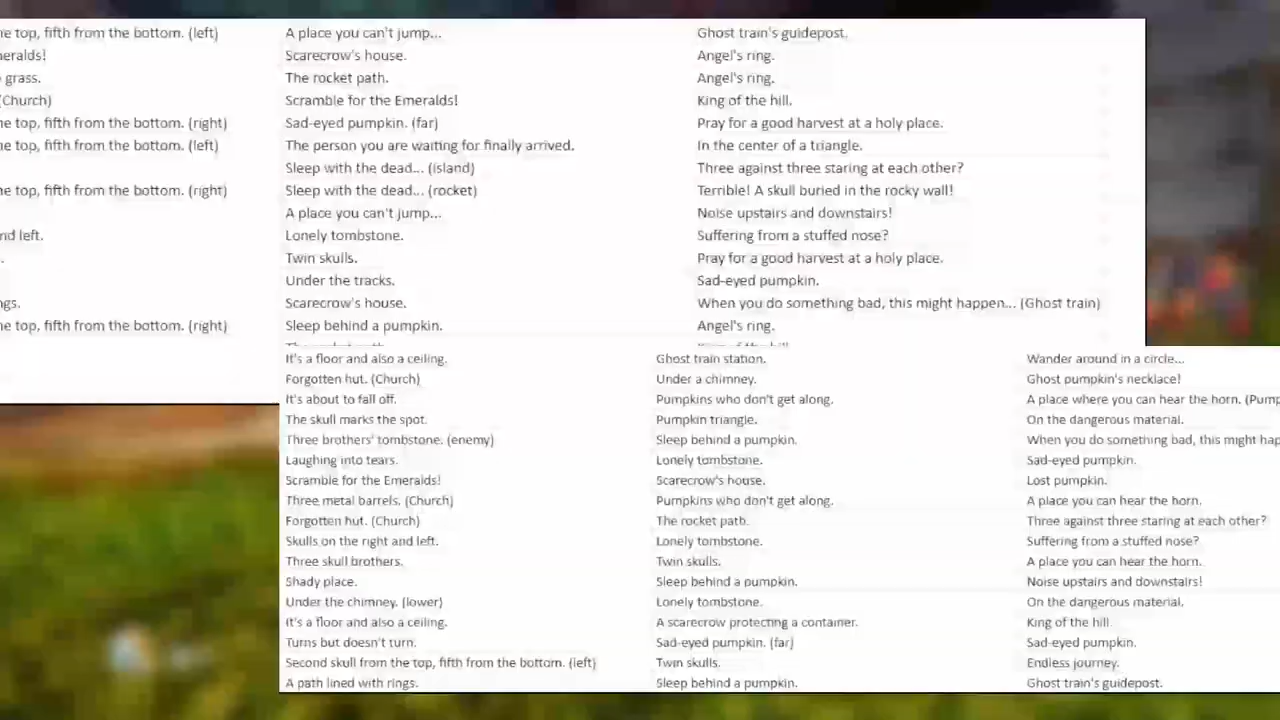 ne top, fifth from the bottom. (left) A place you can't jump... Ghost train's guidepost.
neralds! Scarecrow's house. Angel's ring.
grass. The rocket path. Angel's ring.
(Church) Scramble for the Emeralds! King of the hill.
ne top, fifth from the bottom. (right) Sad-eyed pumpkin. (far) Pray for a good harvest at a holy place.
ne top, fifth from the bottom. (left) The person you are waiting for finally arrived. In the center of a triangle.
Sleep with the dead... (island) Three against three staring at each other?
ne top, fifth from the bottom. (right) Sleep with the dead... (rocket) Terrible! A skull buried in the rocky wall!
A place you can't jump... Noise upstairs and downstairs!
nd left. Lonely tombstone. Suffering from a stuffed nose?
. Twin skulls. Pray for a good harvest at a holy place.
Under the tracks. Sad-eyed pumpkin.
ngs. Scarecrow's house. When you do something bad, this might happen... (Ghost train)
ne top, fifth from the bottom. (right) Sleep behind a pumpkin. Angel's ring.
It's a floor and also a ceiling. Ghost train station. Wander around in a circle...
Forgotten hut. (Church) Under a chimney. Ghost pumpkin's necklace!
It's about to fall off. Pumpkins who don't get along. A place where you can hear the horn. (Pump
The skull marks the spot. Pumpkin triangle. On the dangerous material.
Three brothers' tombstone. (enemy) Sleep behind a pumpkin. When you do something bad, this might hap
Laughing into tears. Lonely tombstone. Sad-eyed pumpkin.
Scramble for the Emeralds! Scarecrow's house. Lost pumpkin.
Three metal barrels. (Church) Pumpkins who don't get along. A place you can hear the horn.
Forgotten hut. (Church) The rocket path. Three against three staring at each other?
Skulls on the right and left. Lonely tombstone. Suffering from a stuffed nose?
Three skull brothers. Twin skulls. A place you can hear the horn.
Shady place. Sleep behind a pumpkin. Noise upstairs and downstairs!
Under the chimney. (lower) Lonely tombstone. On the dangerous material.
It's a floor and also a ceiling. A scarecrow protecting a container. King of the hill.
Turns but doesn't turn. Sad-eyed pumpkin. (far) Sad-eyed pumpkin.
Second skull from the top, fifth from the bottom. (left) Twin skulls. Endless journey.
A path lined with rings. Sleep behind a pumpkin. Ghost train's guidepost.